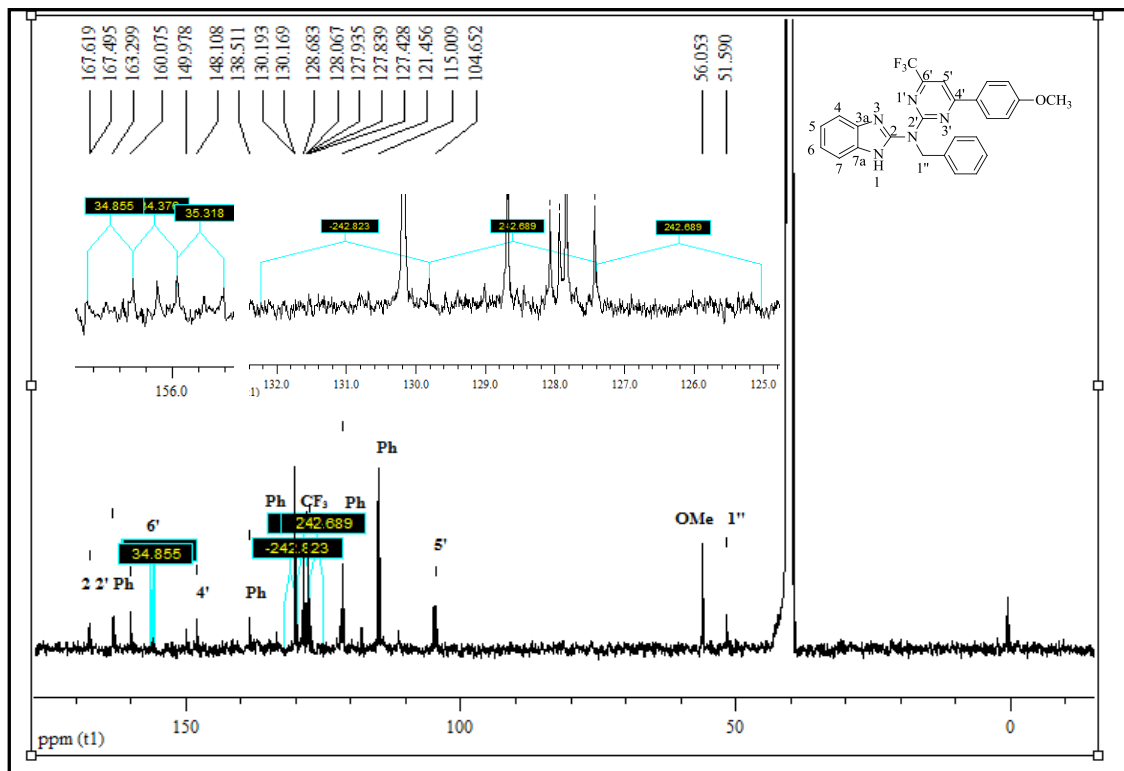 167.619
167.495
163.299
160.075
149.978
148.108
138.511
130.193
130.169
128.683
128.067
127.935
127.839
127.428
121.456
115.009
104.652
56.053
51.590
F₃C 6' 5'
1' N 4' OCH₃
4 3 N 2' N 3'
5 3a 2 N
6 7a
7 N H 1 1''
34.855 35.318
-242.823 242.689 242.689
156.0
132.0 131.0 130.0 129.0 128.0 127.0 126.0 125.0
Ph
6' Ph CF₃ Ph OMe 1''
242.689
34.855 -242.823 5'
2 2' Ph 4' Ph
150 100 50 0
ppm (t1)